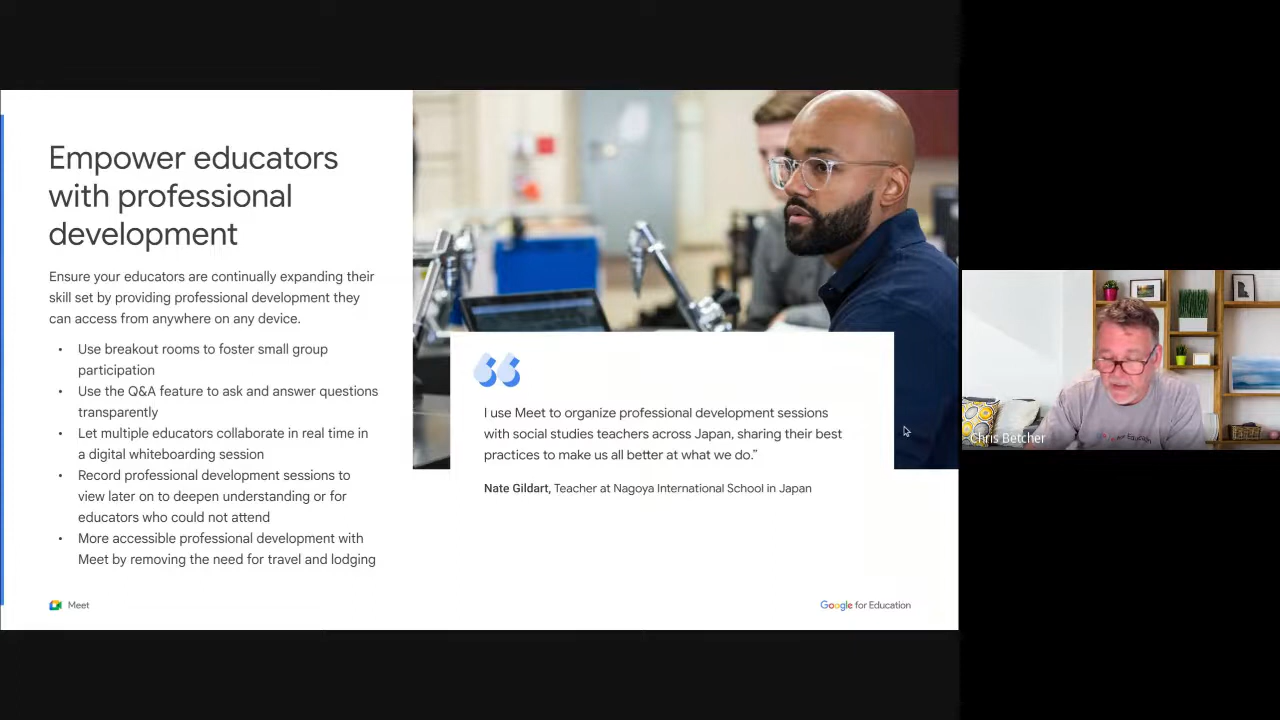 Empower educators
with professional
development
Ensure your educators are continually expanding their
skill set by providing professional development they
can access from anywhere on any device.
• Use breakout rooms to foster small group
participation
• Use the Q&A feature to ask and answer questions
transparently
• Let multiple educators collaborate in real time in
a digital whiteboarding session
• Record professional development sessions to
view later on to deepen understanding or for
educators who could not attend
• More accessible professional development with
Meet by removing the need for travel and lodging
I use Meet to organize professional development sessions
with social studies teachers across Japan, sharing their best
practices to make us all better at what we do.”
Nate Gildart, Teacher at Nagoya International School in Japan
Meet
Google for Education
Chris Betcher